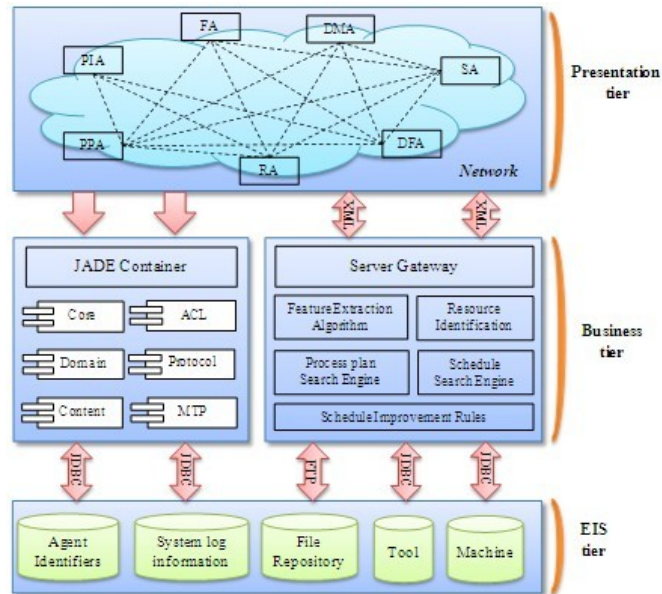 FA
DMA
PIA
SA
PPA
DFA
RA
Network
Presentation
tier
XML
XML
JADE Container
Core
ACL
Domain
Protocol
Content
MTP
Server Gateway
Feature Extraction
Algorithm
Resource
Identification
Process plan
Search Engine
Schedule
Search Engine
Schedule Improvement Rules
Business
tier
JDBC
JDBC
FTP
JDBC
JDBC
Agent
Identifiers
System log
information
File
Repository
Tool
Machine
EIS
tier